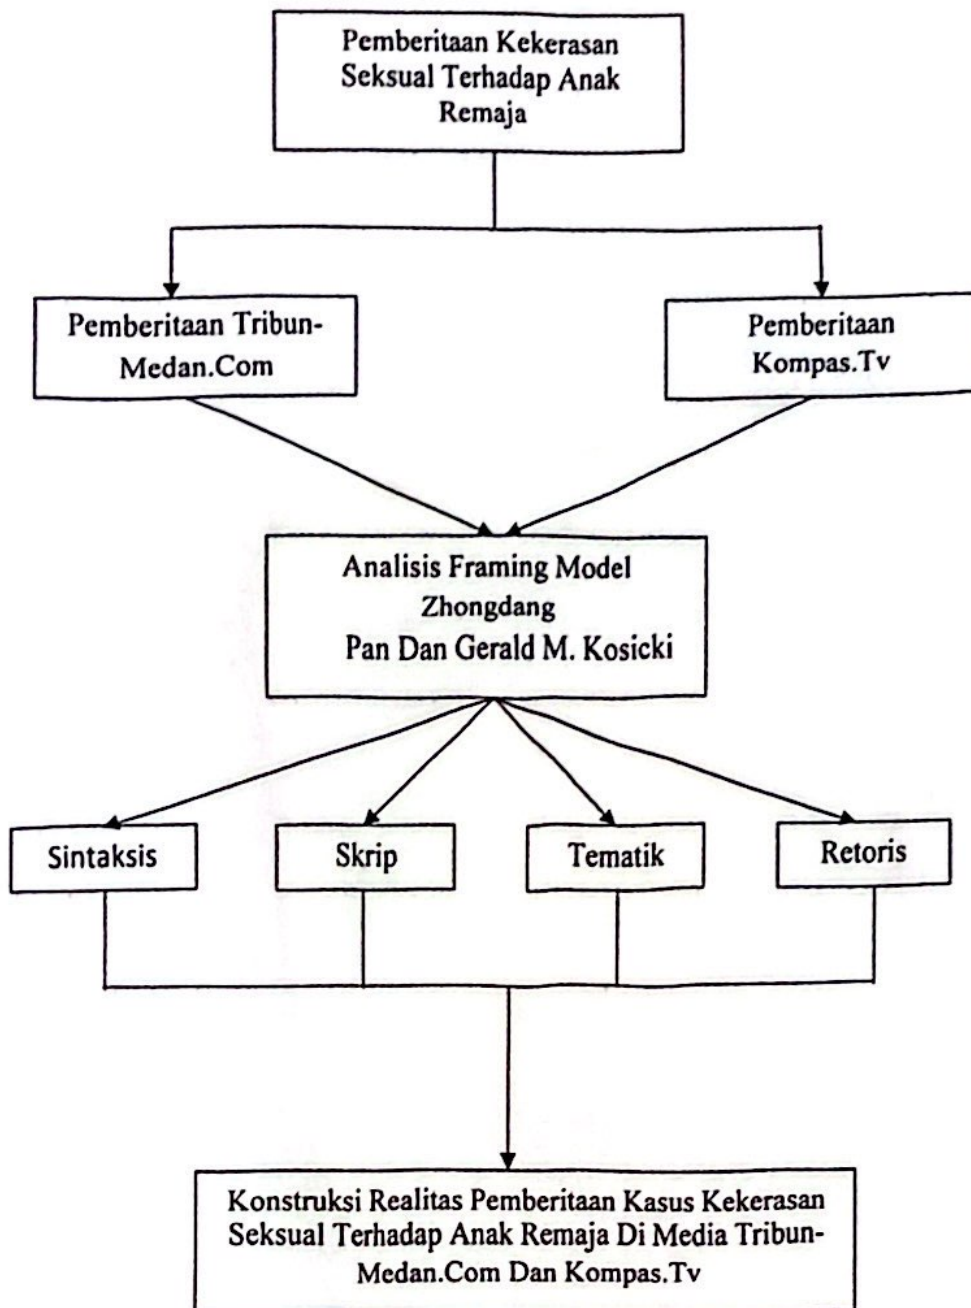 Pemberitaan Kekerasan
Seksual Terhadap Anak
Remaja
Pemberitaan Tribun-
Medan.Com
Pemberitaan
Kompas.Tv
Analisis Framing Model
Zhongdang
Pan Dan Gerald M. Kosicki
Sintaksis
Skrip
Tematik
Retoris
Konstruksi Realitas Pemberitaan Kasus Kekerasan
Seksual Terhadap Anak Remaja Di Media Tribun-
Medan.Com Dan Kompas.Tv